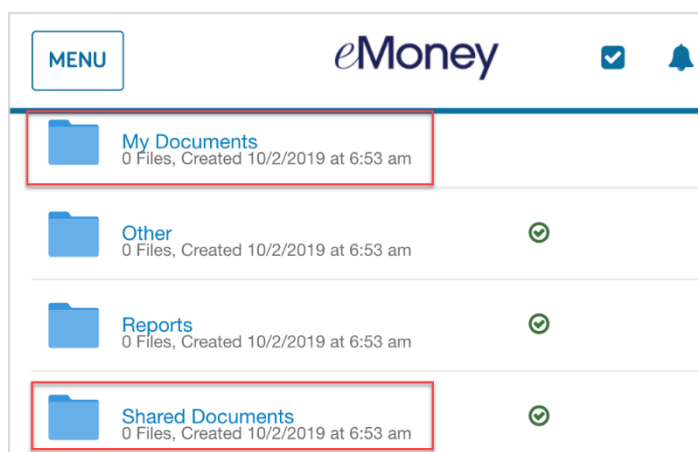 MENU
eMoney
My Documents
0 Files, Created 10/2/2019 at 6:53 am
Other
0 Files, Created 10/2/2019 at 6:53 am
Reports
0 Files, Created 10/2/2019 at 6:53 am
Shared Documents
0 Files, Created 10/2/2019 at 6:53 am